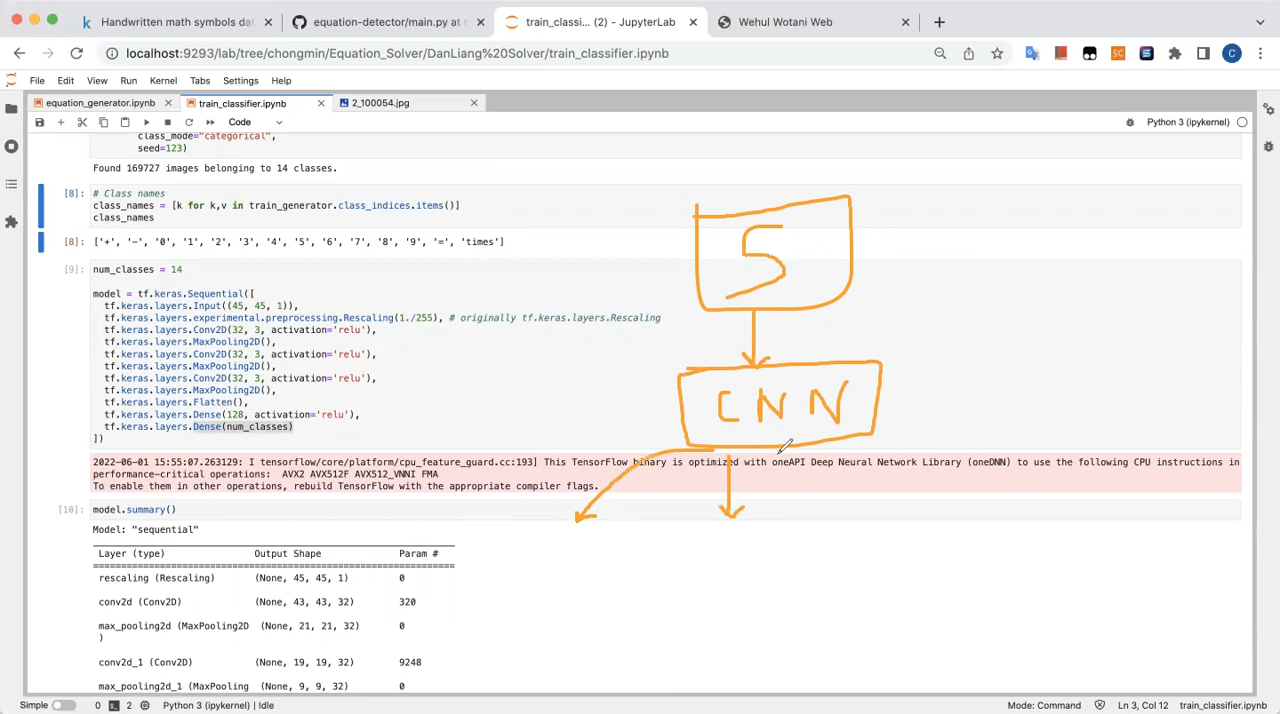 Handwritten math symbols dat
equation-detector/main.py at m
train_classi… (2) - JupyterLab
Wehul Wotani Web
localhost:9293/lab/tree/chongmin/Equation_Solver/DanLiang%20Solver/train_classifier.ipynb
File Edit View Run Kernel Tabs Settings Help
equation_generator.ipynb
train_classifier.ipynb
2_100054.jpg
Code
Python 3 (ipykernel)
class_mode="categorical",
seed=123)
Found 169727 images belonging to 14 classes.
[8]: # Class names
class_names = [k for k,v in train_generator.class_indices.items()]
class_names
[8]: ['+', '-', '0', '1', '2', '3', '4', '5', '6', '7', '8', '9', '=', 'times']
5
[9]: num_classes = 14
model = tf.keras.Sequential([
tf.keras.layers.Input((45, 45, 1)),
tf.keras.layers.experimental.preprocessing.Rescaling(1./255), # originally tf.keras.layers.Rescaling
tf.keras.layers.Conv2D(32, 3, activation='relu'),
tf.keras.layers.MaxPooling2D(),
tf.keras.layers.Conv2D(32, 3, activation='relu'),
tf.keras.layers.MaxPooling2D(),
tf.keras.layers.Conv2D(32, 3, activation='relu'),
tf.keras.layers.MaxPooling2D(),
tf.keras.layers.Flatten(),
tf.keras.layers.Dense(128, activation='relu'),
tf.keras.layers.Dense(num_classes)
])
CNN
2022-06-01 15:55:07.263129: I tensorflow/core/platform/cpu_feature_guard.cc:193] This TensorFlow binary is optimized with oneAPI Deep Neural Network Library (oneDNN) to use the following CPU instructions in
performance-critical operations: AVX2 AVX512F AVX512_VNNI FMA
To enable them in other operations, rebuild TensorFlow with the appropriate compiler flags.
[10]: model.summary()
Model: "sequential"
Layer (type) Output Shape Param #
rescaling (Rescaling) (None, 45, 45, 1) 0
conv2d (Conv2D) (None, 43, 43, 32) 320
max_pooling2d (MaxPooling2D (None, 21, 21, 32) 0
)
conv2d_1 (Conv2D) (None, 19, 19, 32) 9248
max_pooling2d_1 (MaxPooling (None, 9, 9, 32) 0
Simple 0 2 Python 3 (ipykernel) | Idle Mode: Command Ln 3, Col 12 train_classifier.ipynb